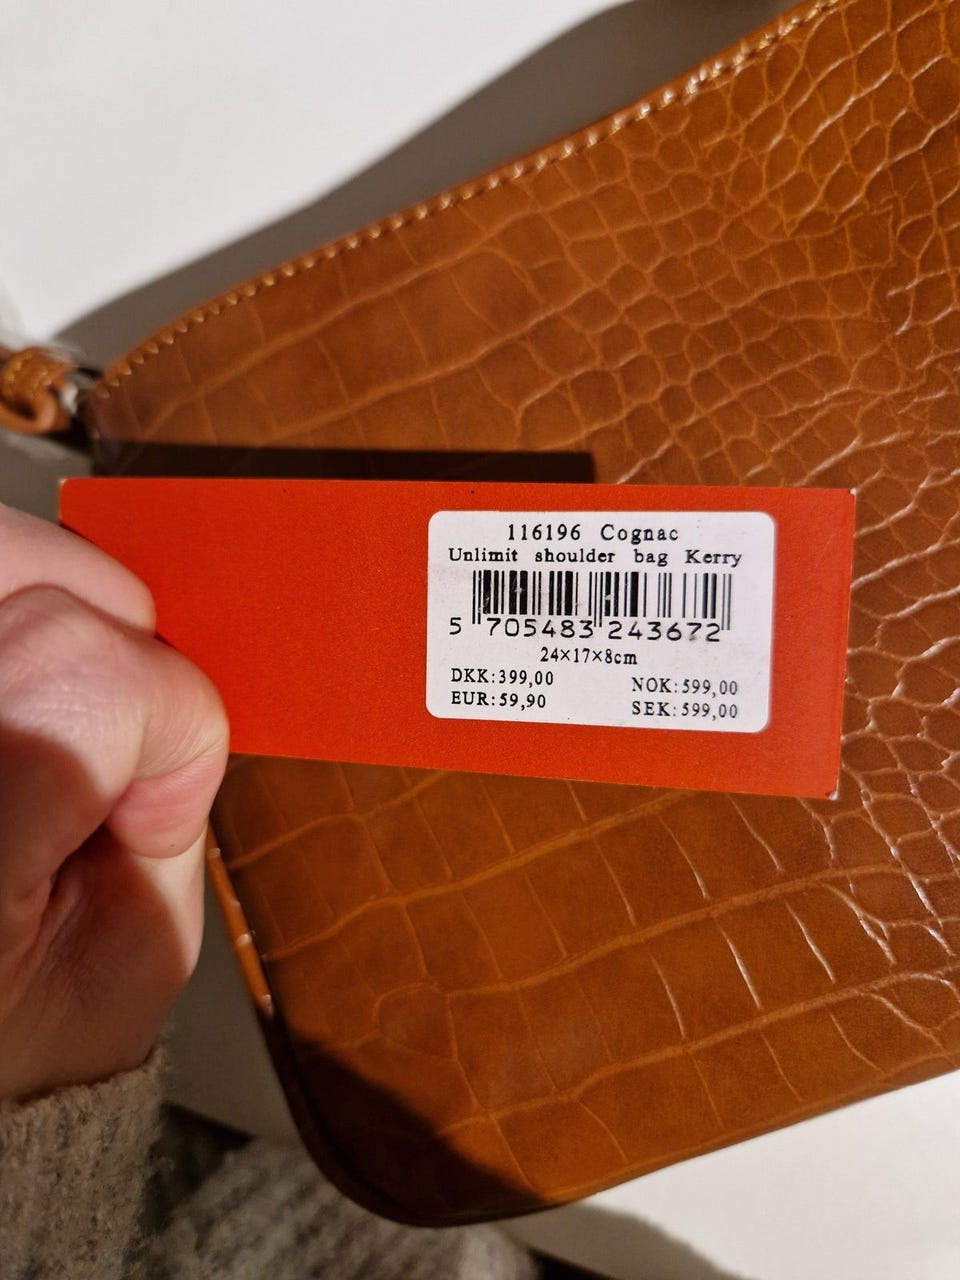 116196 Cognac
Unlimit shoulder bag Kerry
5 705483 243672
24×17×8cm
DKK:399,00 NOK:599,00
EUR:59,90 SEK:599,00